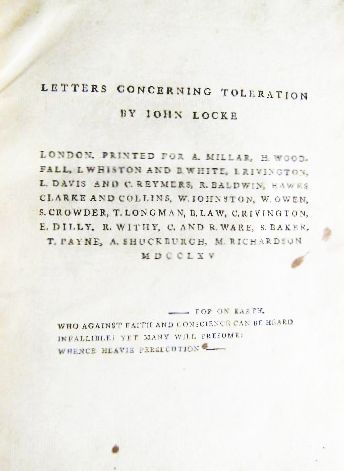 LETTERS CONCERNING TOLERATION
BY IOHN LOCKE
LONDON, PRINTED FOR A. MILLAR, H. WOOD-
FALL, I. WHISTON AND B. WHITE, I. RIVINGTON,
L. DAVIS AND C. REYMERS, R. BALDWIN, HAWES
CLARKE AND COLLINS, W. IOHNSTON, W. OWEN,
S. CROWDER, T. LONGMAN, B. LAW, C. RIVINGTON,
E. DILLY, R. WITHY, C. AND R. WARE, S. BAKER,
T. PAYNE, A. SHUCKBURGH, M. RICHARDSON
MDCCLXV
—— FOR ON EARTH,
WHO AGAINST FAITH AND CONSCIENCE CAN BE HEARD
INFALLIBLE? YET MANY WILL PRESUME:
WHENCE HEAVIE PERSECUTION ——